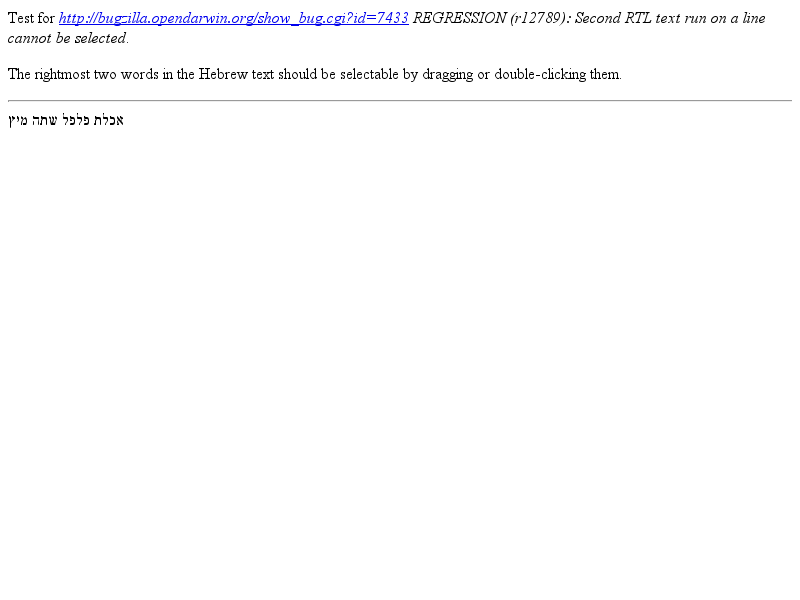 Test for http://bugzilla.opendarwin.org/show_bug.cgi?id=7433 REGRESSION (r12789): Second RTL text run on a line
cannot be selected.
The rightmost two words in the Hebrew text should be selectable by dragging or double-clicking them.
אכלת פלפל שתה מיץ